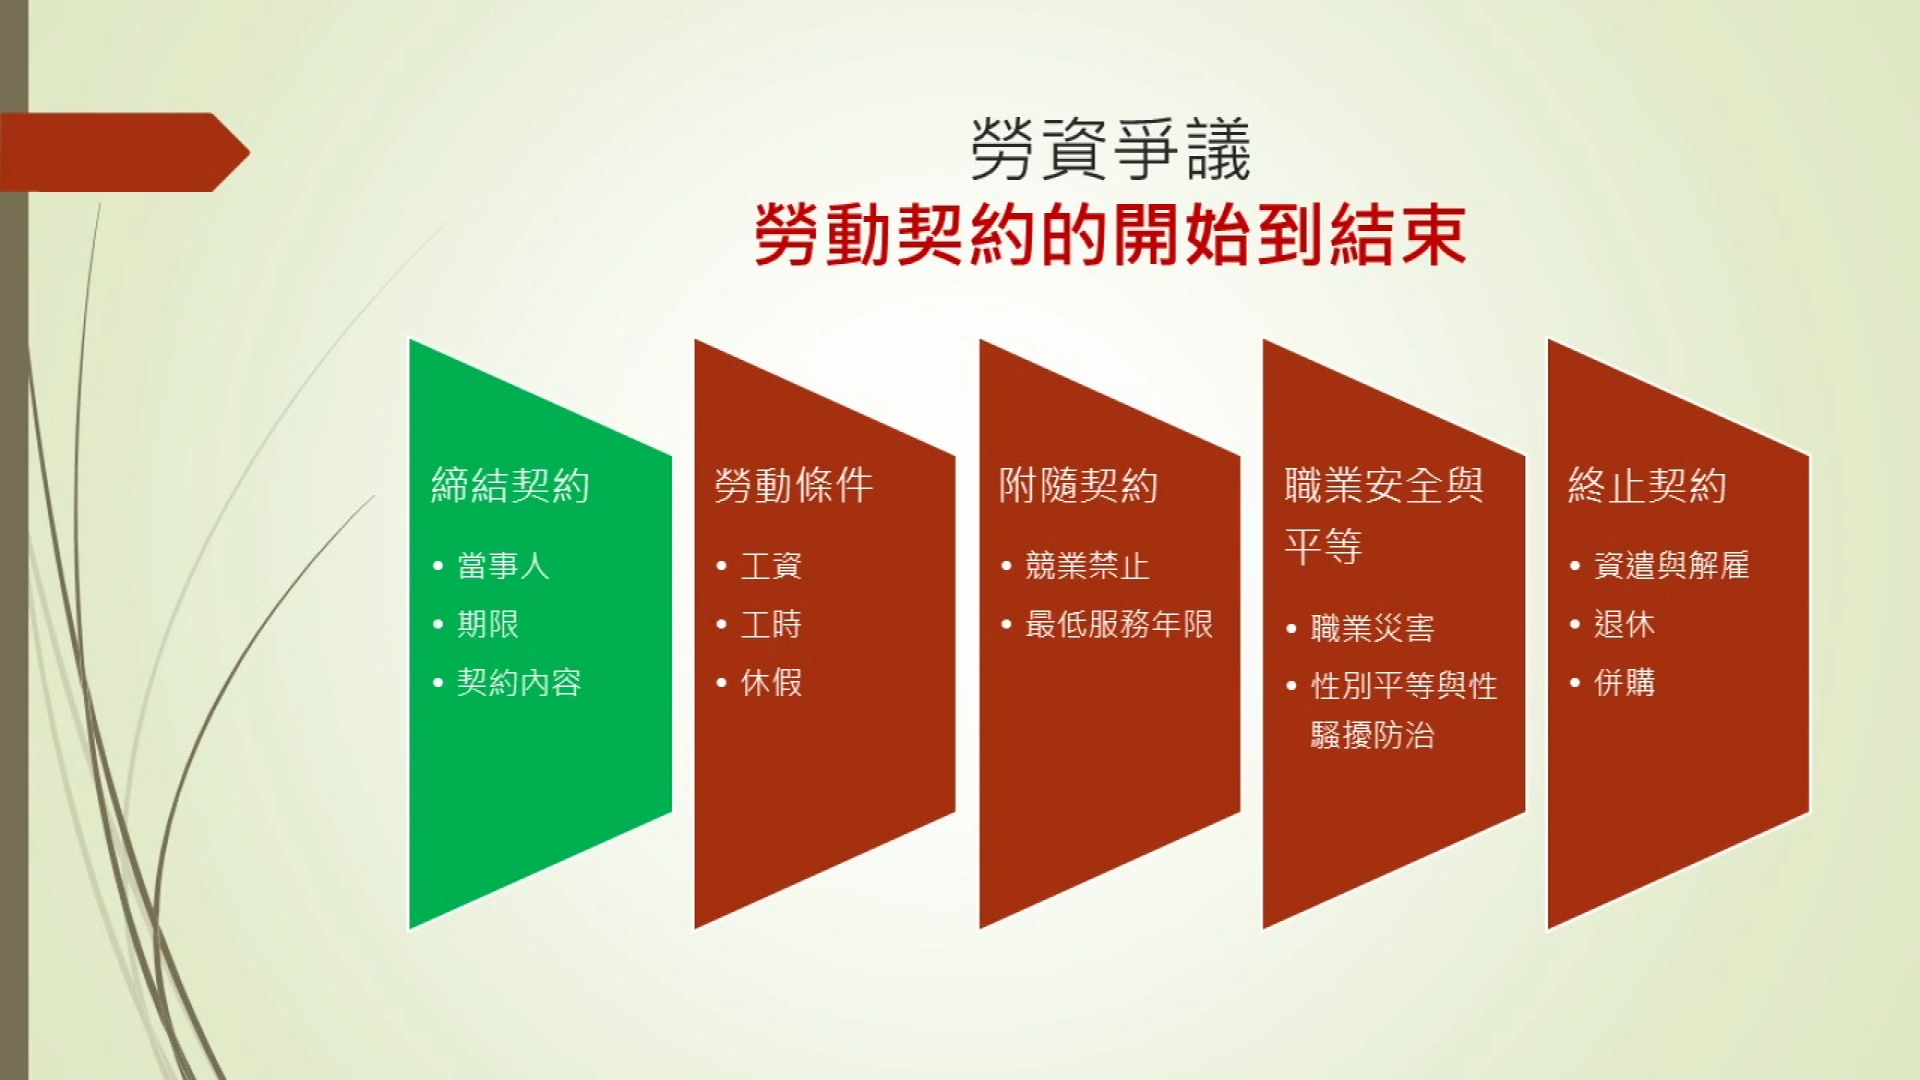 勞資爭議
勞動契約的開始到結束
締結契約
• 當事人
• 期限
• 契約內容
勞動條件
• 工資
• 工時
• 休假
附隨契約
• 競業禁止
• 最低服務年限
職業安全與
平等
• 職業災害
• 性別平等與性
騷擾防治
終止契約
• 資遣與解雇
• 退休
• 併購